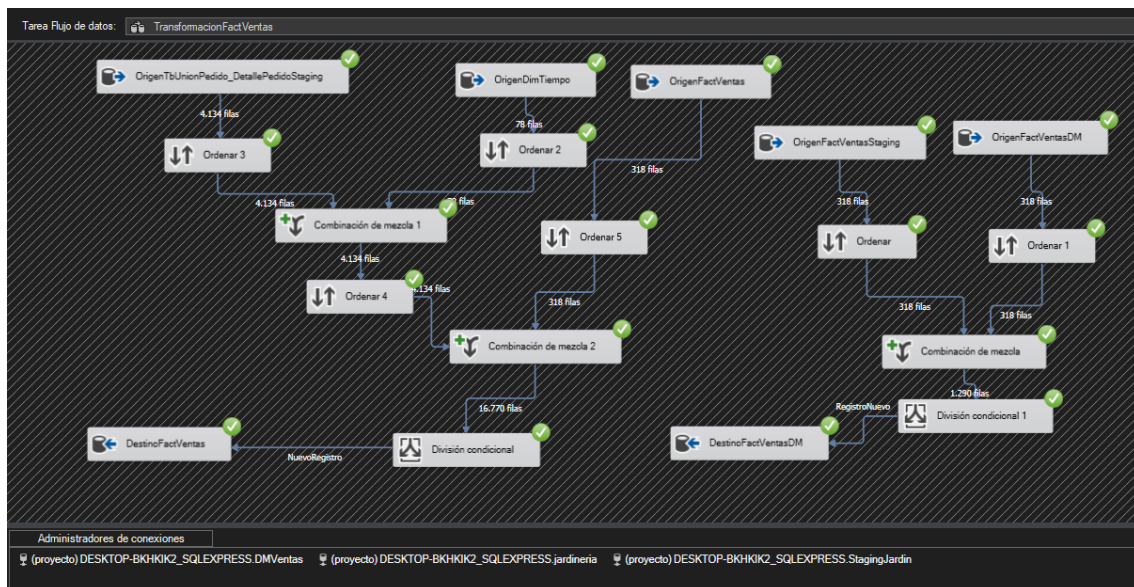 Tarea Flujo de datos: TransformacionFactVentas
OrigenTbUnionPedido_DetallePedidoStaging
OrigenDimTiempo
OrigenFactVentas
4.134 filas
78 filas
OrigenFactVentasStaging
OrigenFactVentasDM
Ordenar 3
Ordenar 2
318 filas
4.134 filas
filas
318 filas
318 filas
Combinación de mezcla 1
Ordenar 5
Ordenar
Ordenar 1
4.134 filas
Ordenar 4
4.134 filas
318 filas
318 filas
318 filas
Combinación de mezcla 2
Combinación de mezcla
16.770 filas
1.290 filas
RegistroNuevo
División condicional 1
DestinoFactVentas
NuevoRegistro
División condicional
DestinoFactVentasDM
Administradores de conexiones
(proyecto) DESKTOP-BKHKIK2_SQLEXPRESS.DMVentas (proyecto) DESKTOP-BKHKIK2_SQLEXPRESS.jardineria (proyecto) DESKTOP-BKHKIK2_SQLEXPRESS.StagingJardin